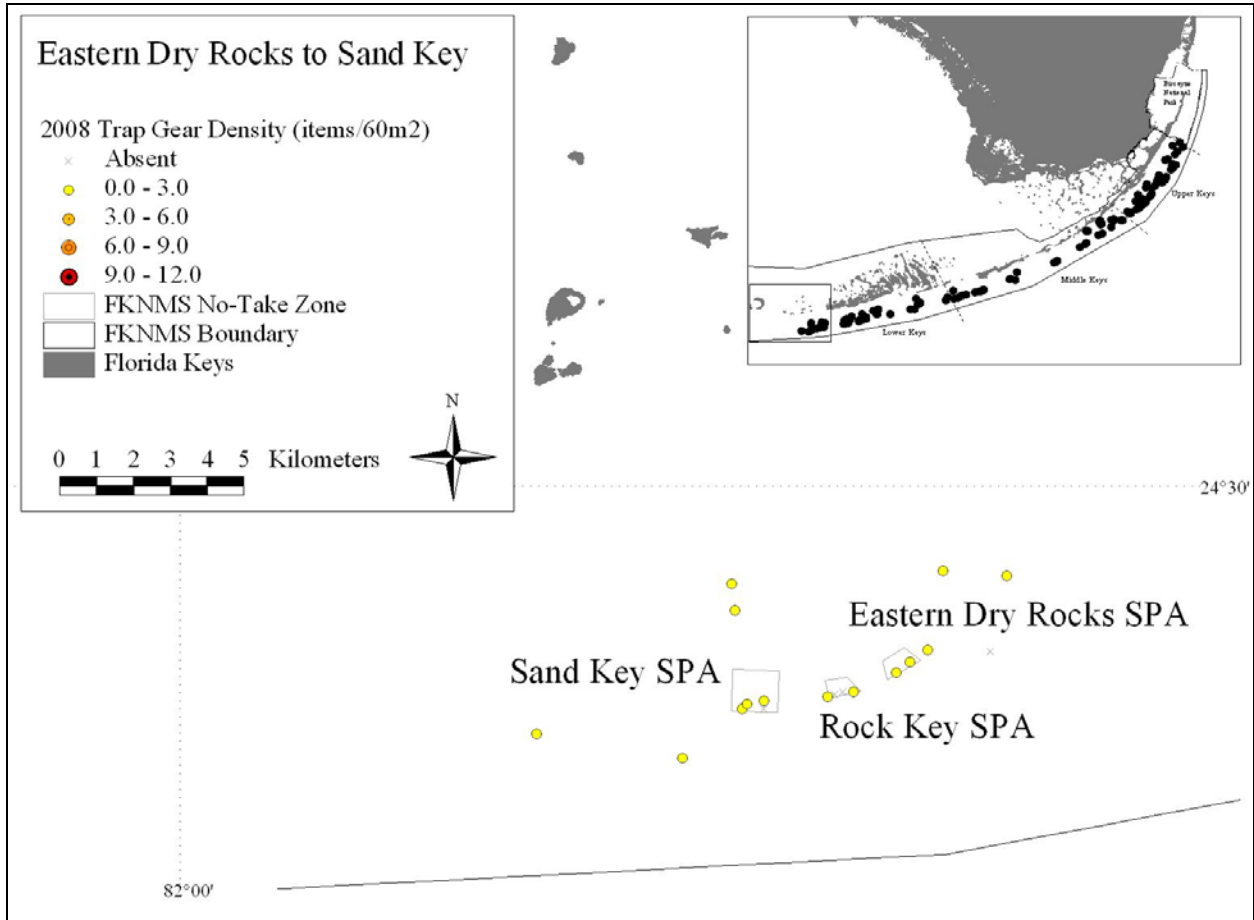 Eastern Dry Rocks to Sand Key
2008 Trap Gear Density (items/60m2)
Absent
0.0 - 3.0
3.0 - 6.0
6.0 - 9.0
9.0 - 12.0
FKNMS No-Take Zone
FKNMS Boundary
Florida Keys
N
0 1 2 3 4 5 Kilometers
Biscayne
National
Park
Upper Keys
Middle Keys
Lower Keys
24°30'
Eastern Dry Rocks SPA
Sand Key SPA
Rock Key SPA
82°00'